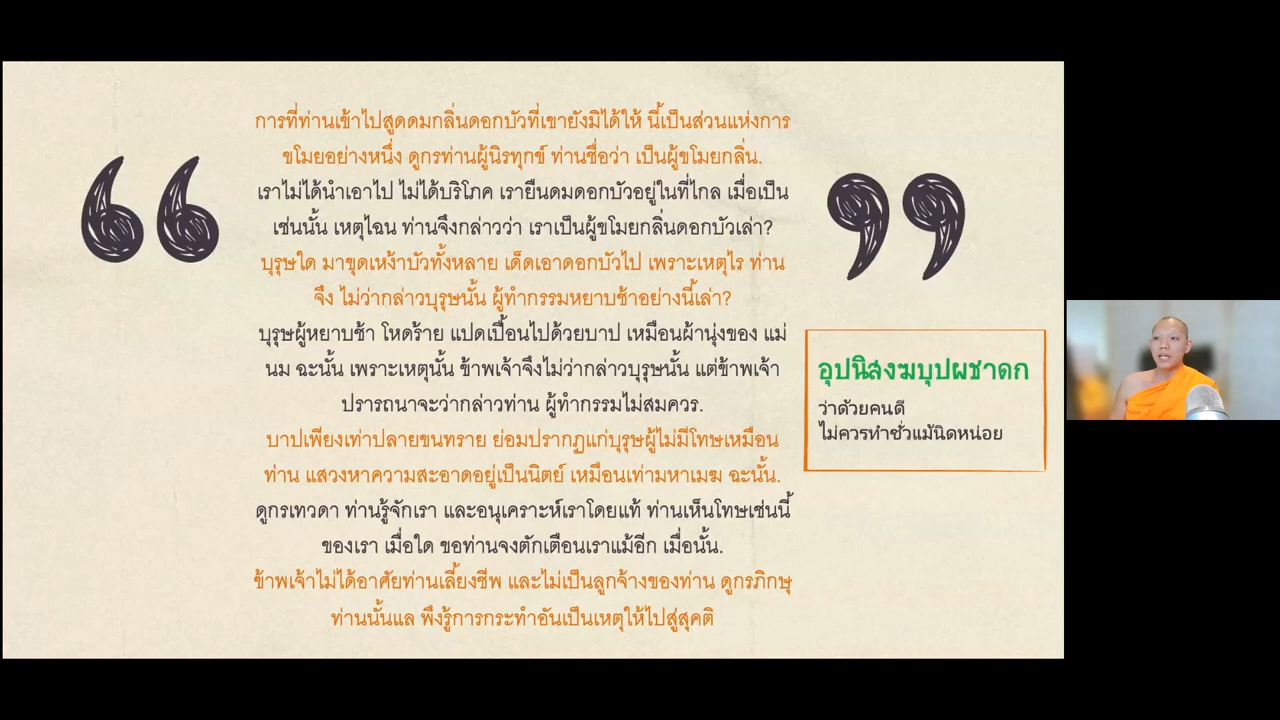 การที่ท่านเข้าไปสูดดมกลิ่นดอกบัวที่เขายังมิได้ให้ นี้เป็นส่วนแห่งการ
ขโมยอย่างหนึ่ง ดูกรท่านผู้นิรทุกข์ ท่านชื่อว่า เป็นผู้ขโมยกลิ่น.
เราไม่ได้นำเอาไป ไม่ได้บริโภค เรายืนดมดอกบัวอยู่ในที่ไกล เมื่อเป็น
เช่นนั้น เหตุไฉน ท่านจึงกล่าวว่า เราเป็นผู้ขโมยกลิ่นดอกบัวเล่า?
บุรุษใด มาขุดเหง้าบัวทั้งหลาย เด็ดเอาดอกบัวไป เพราะเหตุไร ท่าน
จึง ไม่ว่ากล่าวบุรุษนั้น ผู้ทำกรรมหยาบช้าอย่างนี้เล่า?
บุรุษผู้หยาบช้า โหดร้าย แปดเปื้อนไปด้วยบาป เหมือนผ้านุ่งของ แม่
นม ฉะนั้น เพราะเหตุนั้น ข้าพเจ้าจึงไม่ว่ากล่าวบุรุษนั้น แต่ข้าพเจ้า
ปรารถนาจะว่ากล่าวท่าน ผู้ทำกรรมไม่สมควร.
บาปเพียงเท่าปลายขนทราย ย่อมปรากฏแก่บุรุษผู้ไม่มีโทษเหมือน
ท่าน แสวงหาความสะอาดอยู่เป็นนิตย์ เหมือนเท่ามหาเมฆ ฉะนั้น.
ดูกรเทวดา ท่านรู้จักเรา และอนุเคราะห์เราโดยแท้ ท่านเห็นโทษเช่นนี้
ของเรา เมื่อใด ขอท่านจงตักเตือนเราแม้อีก เมื่อนั้น.
ข้าพเจ้าไม่ได้อาศัยท่านเลี้ยงชีพ และไม่เป็นลูกจ้างของท่าน ดูกรภิกษุ
ท่านนั้นแล พึงรู้การกระทำอันเป็นเหตุให้ไปสู่สุคติ
อุปนิสงฆบุปผชาดก
ว่าด้วยคนดี
ไม่ควรทำชั่วแม้นิดหน่อย